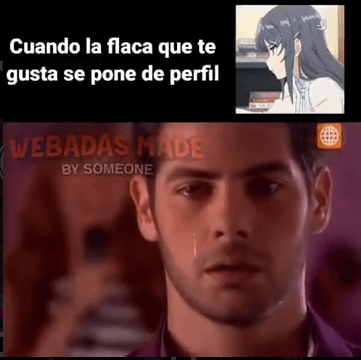 Cuando la flaca que te
gusta se pone de perfil
WEBADAS MADE
BY SOMEONE